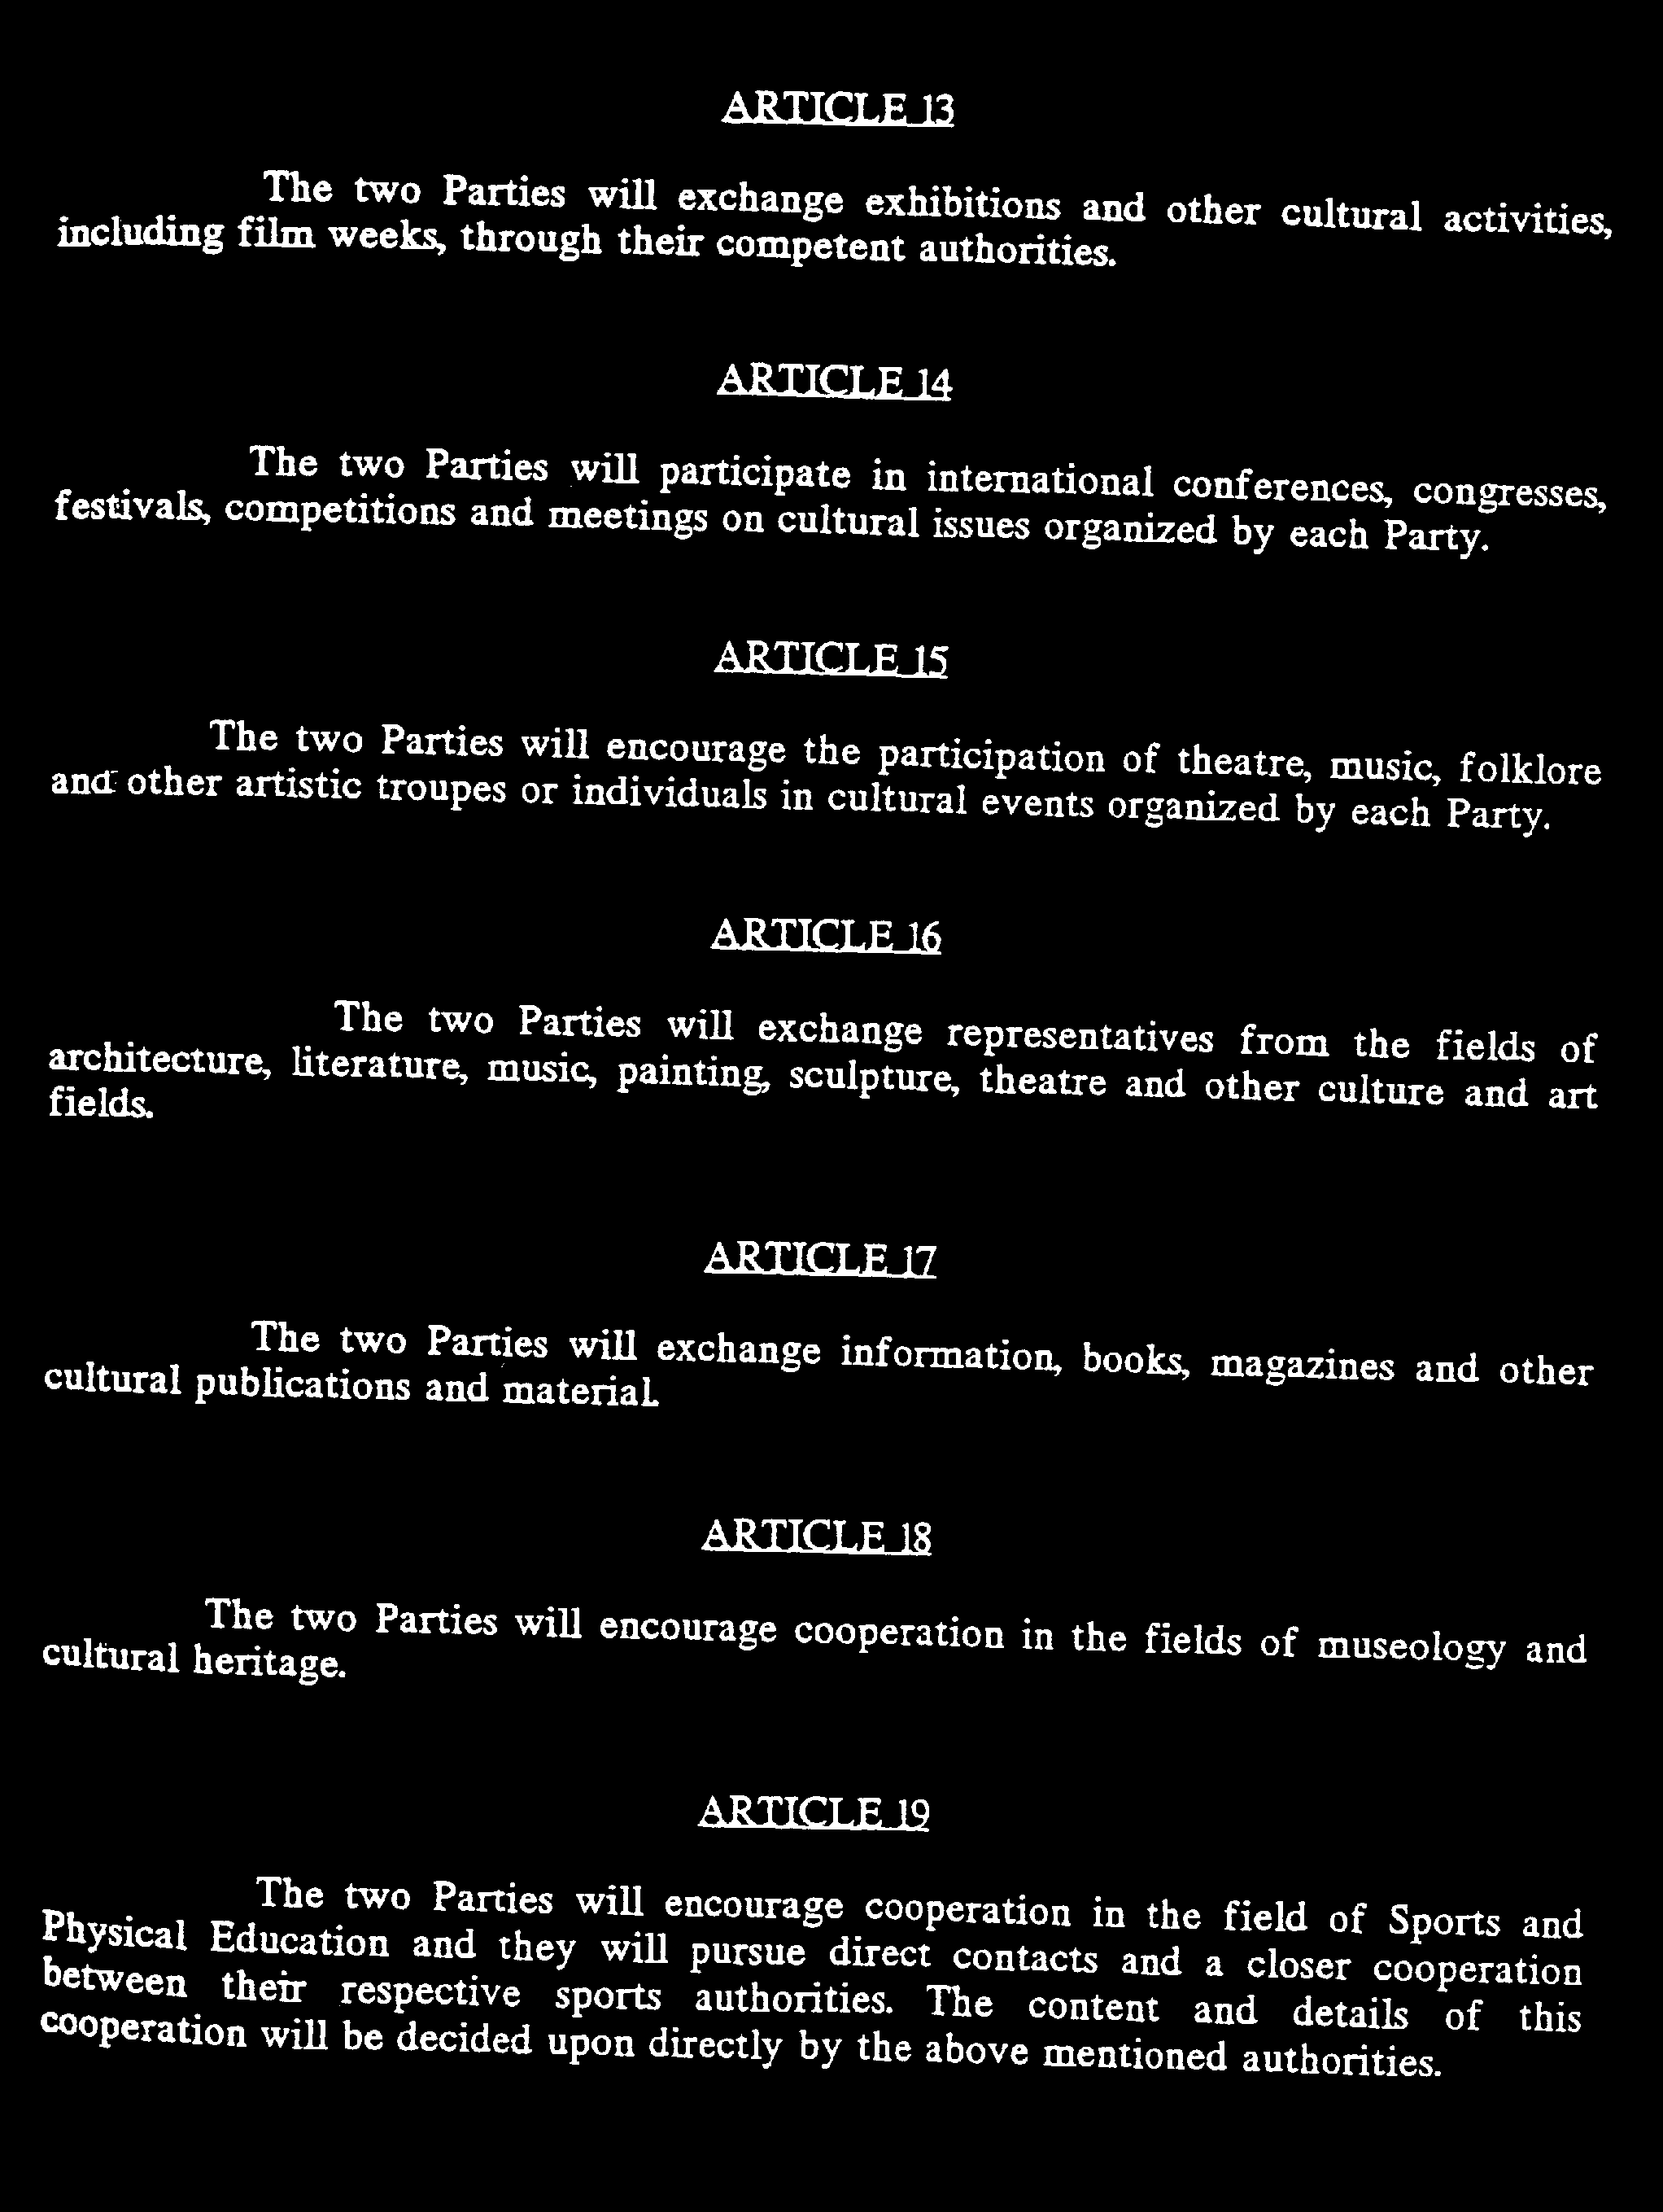 ARTICLE 13
The two Parties will exchange exhibitions and other cultural activities,
including film weeks, through their competent authorities.
ARTICLE 14
The two Parties will participate in international conferences, congresses,
festivals, competitions and meetings on cultural issues organized by each Party.
ARTICLE 15
The two Parties will encourage the participation of theatre, music, folklore
and other artistic troupes or individuals in cultural events organized by each Party.
ARTICLE 16
The two Parties will exchange representatives from the fields of
architecture, literature, music, painting, sculpture, theatre and other culture and art
fields.
ARTICLE 17
The two Parties will exchange information, books, magazines and other
cultural publications and material.
ARTICLE 18
The two Parties will encourage cooperation in the fields of museology and
cultural heritage.
ARTICLE 19
The two Parties will encourage cooperation in the field of Sports and
Physical Education and they will pursue direct contacts and a closer cooperation
between their respective sports authorities. The content and details of this
cooperation will be decided upon directly by the above mentioned authorities.